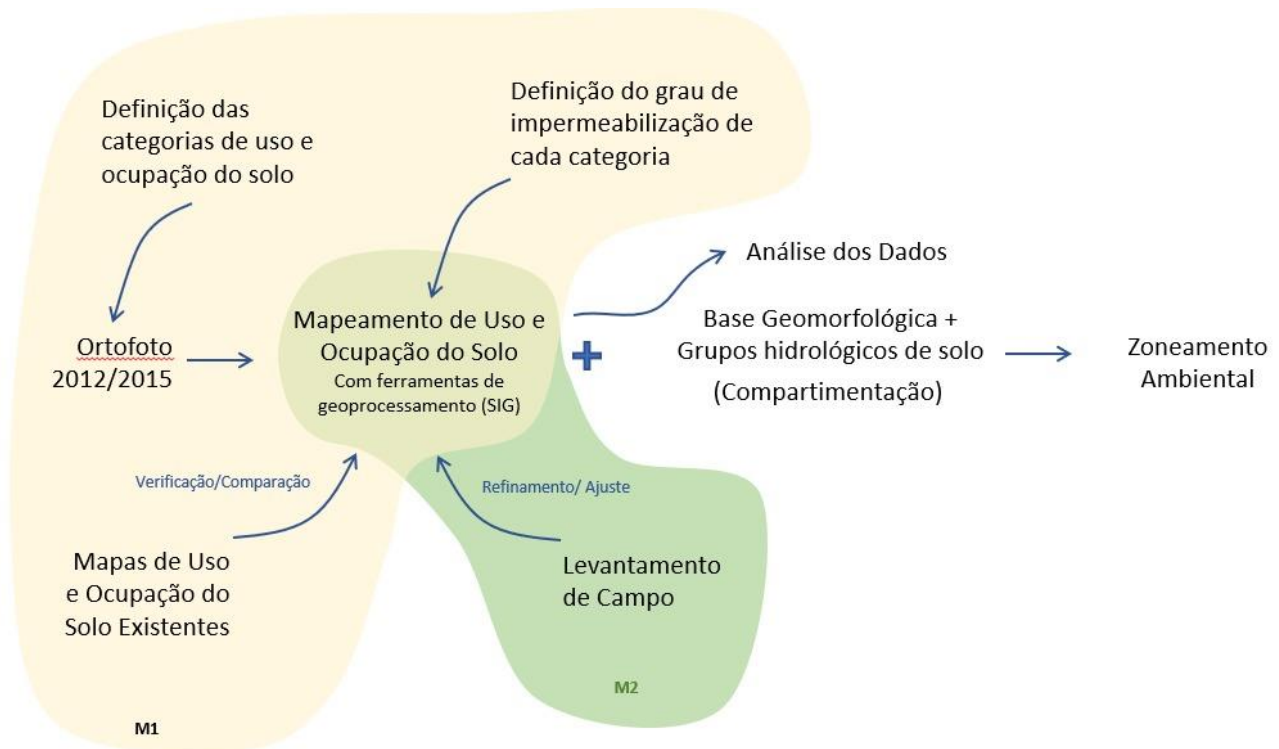 Definição das
categorias de uso e
ocupação do solo
Definição do grau de
impermeabilização de
cada categoria
Ortofoto
2012/2015
Mapeamento de Uso e
Ocupação do Solo
Com ferramentas de
geoprocessamento (SIG)
+
Análise dos Dados
Base Geomorfológica +
Grupos hidrológicos de solo
(Compartimentação)
Zoneamento
Ambiental
Verificação/Comparação
Refinamento/ Ajuste
Mapas de Uso
e Ocupação do
Solo Existentes
Levantamento
de Campo
M1
M2